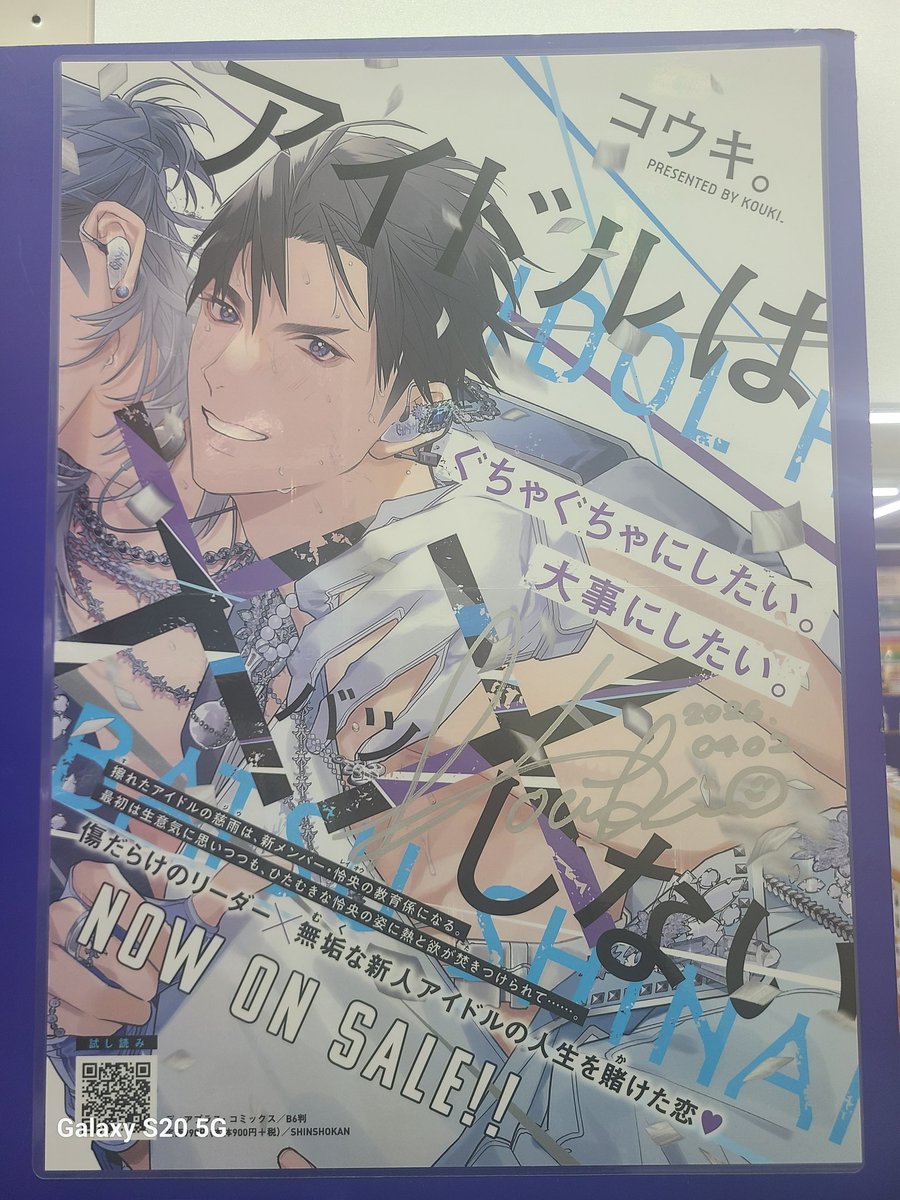 コウキ。
PRESENTED BY KOUKI.
アイドルは
××しない
バツ
IDOL
BATSU SHINAI
ぐちゃぐちゃにしたい。
大事にしたい。
2026.
0402.
Kouki
擦れたアイドルの慈雨は、新メンバー・怜央の教育係になる。
最初は生意気に思いつつも、ひたむきな怜央の姿に熱と欲が焚きつけられて……。
傷だらけのリーダー×無垢な新人アイドルの人生を賭けた恋♥
NOW ON SALE!!
試し読み
コミックス/B6判
900円+税)/SHINSHOKAN
Galaxy S20 5G